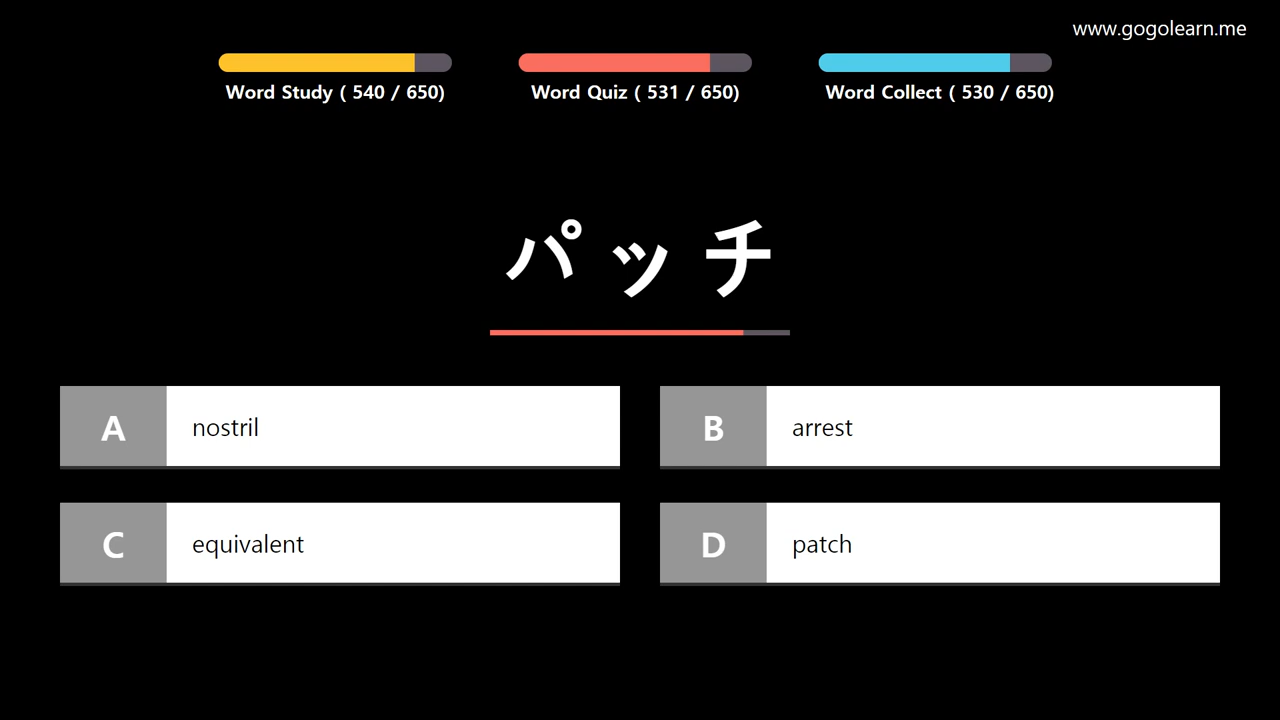 www.gogolearn.me
Word Study ( 540 / 650)
Word Quiz ( 531 / 650)
Word Collect ( 530 / 650)
パッチ
A nostril
B arrest
C equivalent
D patch